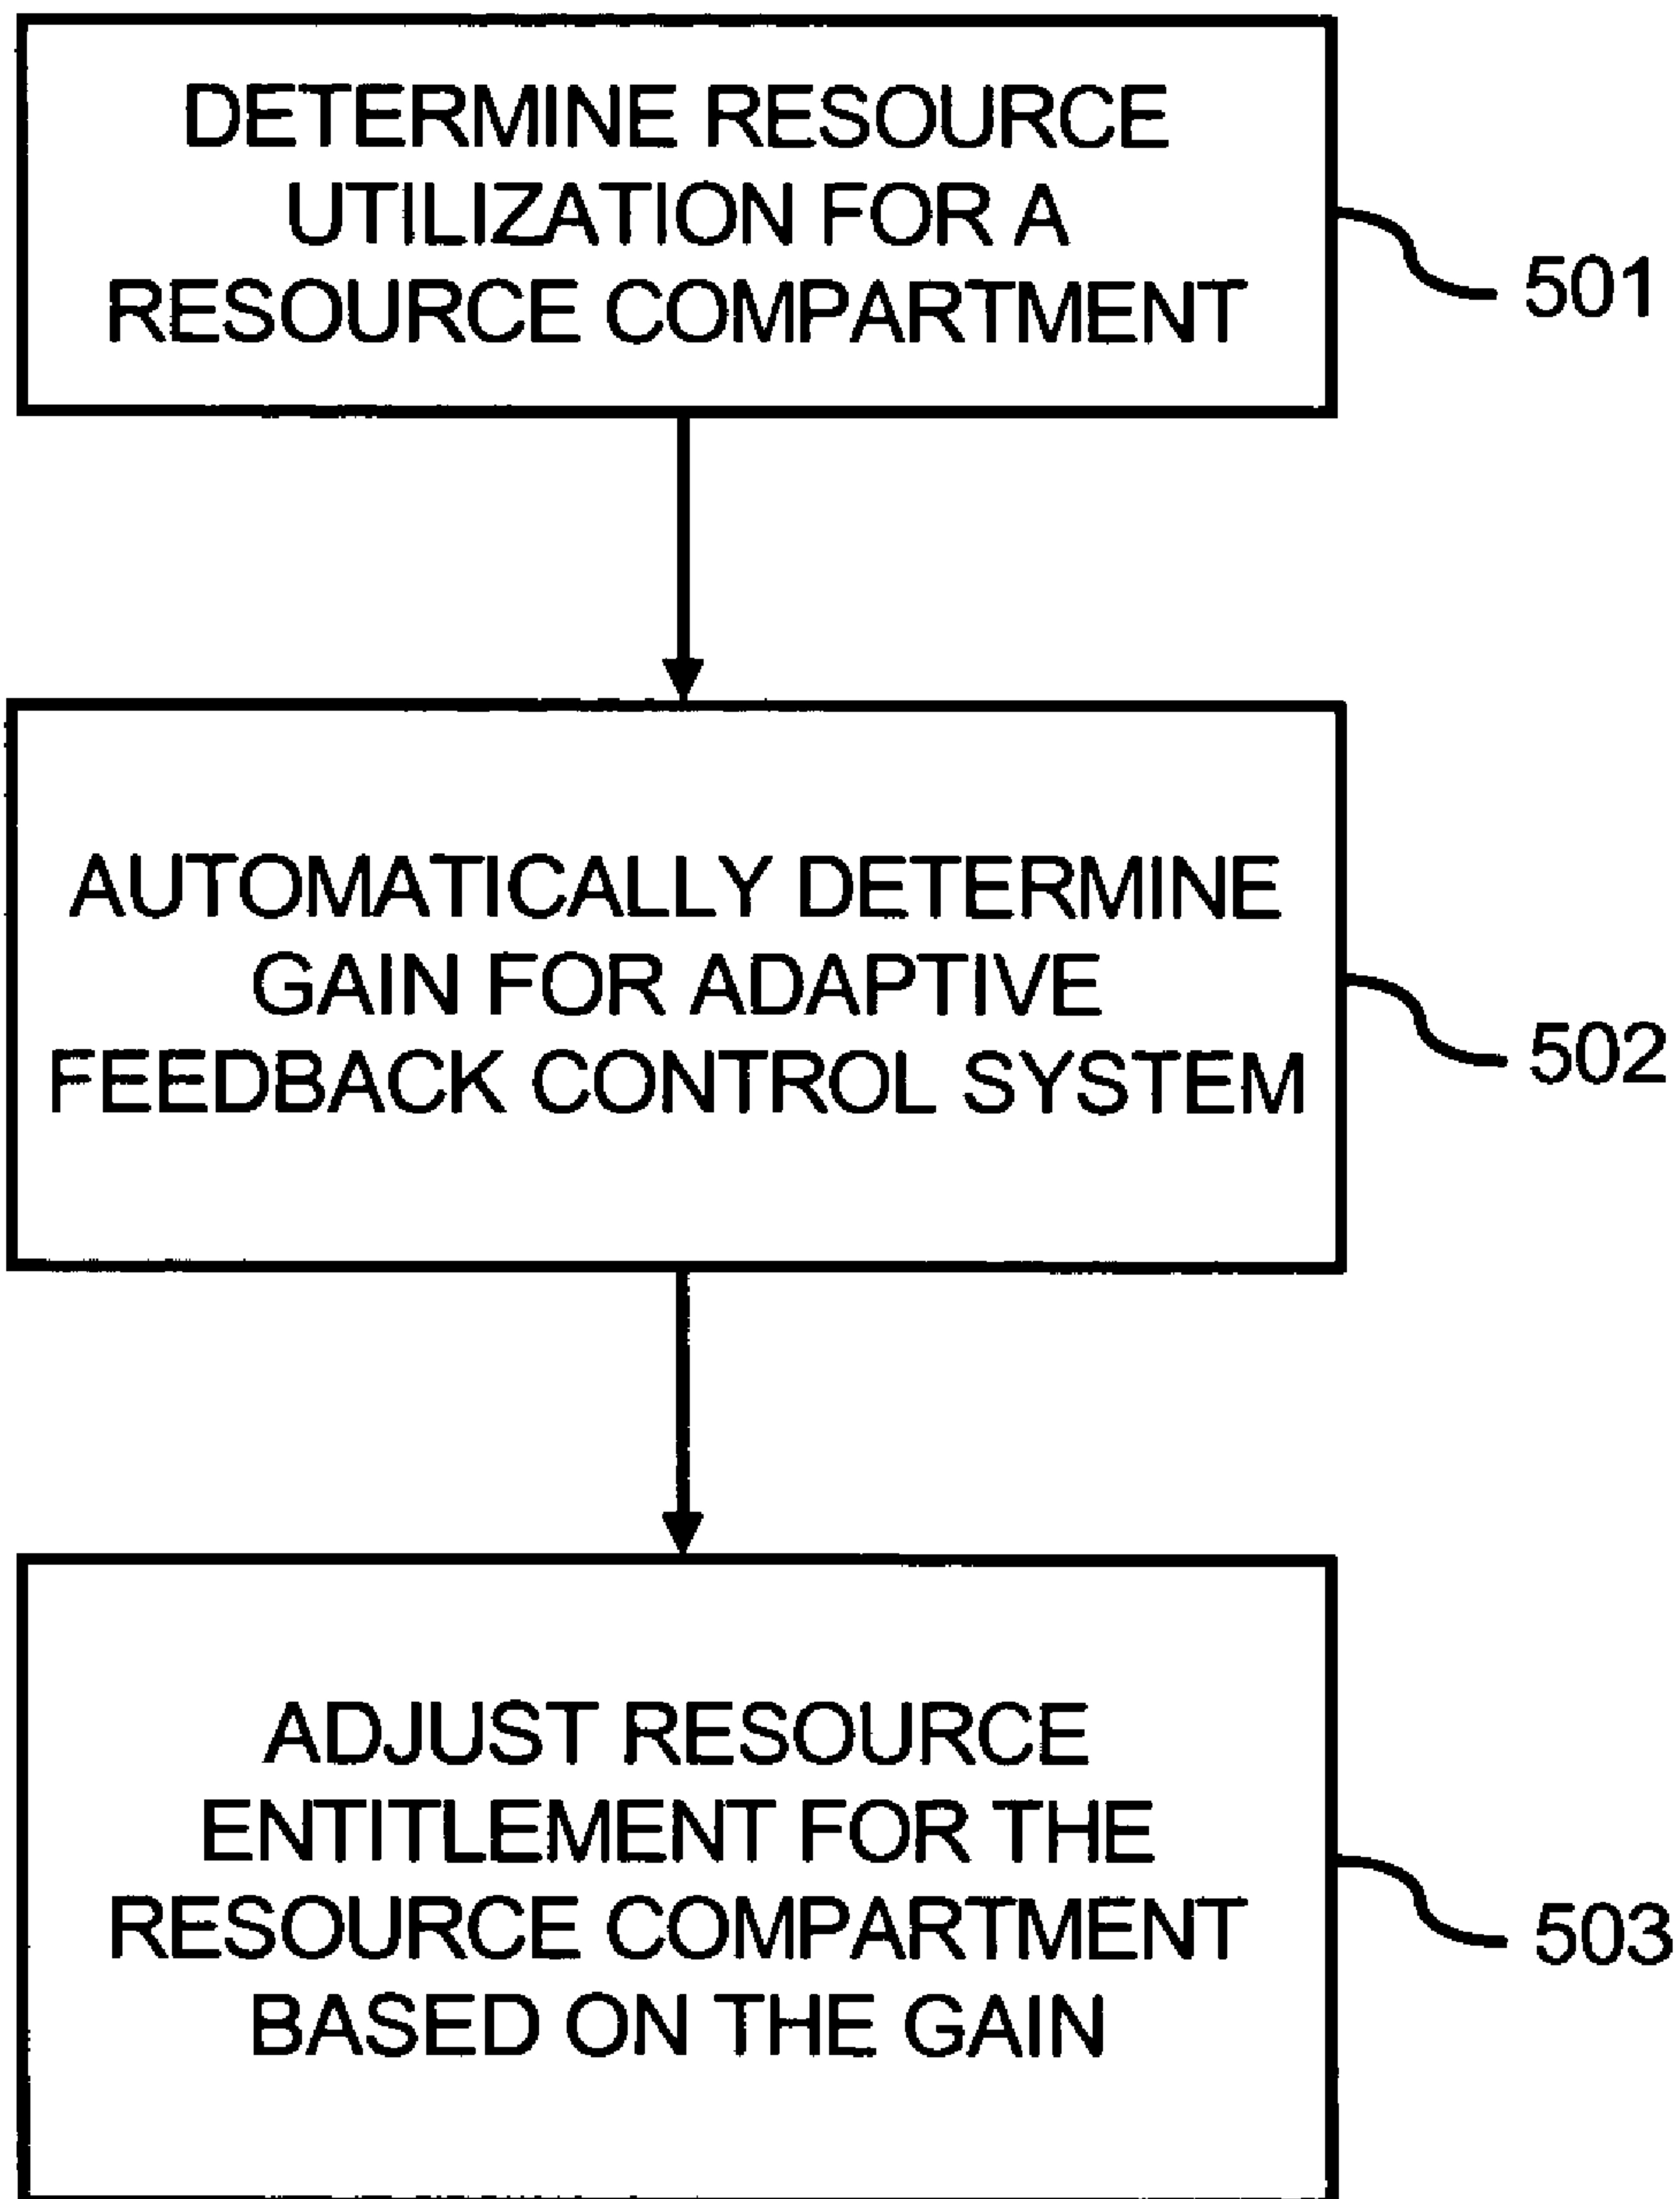 DETERMINE RESOURCE
UTILIZATION FOR A
RESOURCE COMPARTMENT
501
AUTOMATICALLY DETERMINE
GAIN FOR ADAPTIVE
FEEDBACK CONTROL SYSTEM
502
ADJUST RESOURCE
ENTITLEMENT FOR THE
RESOURCE COMPARTMENT
BASED ON THE GAIN
503